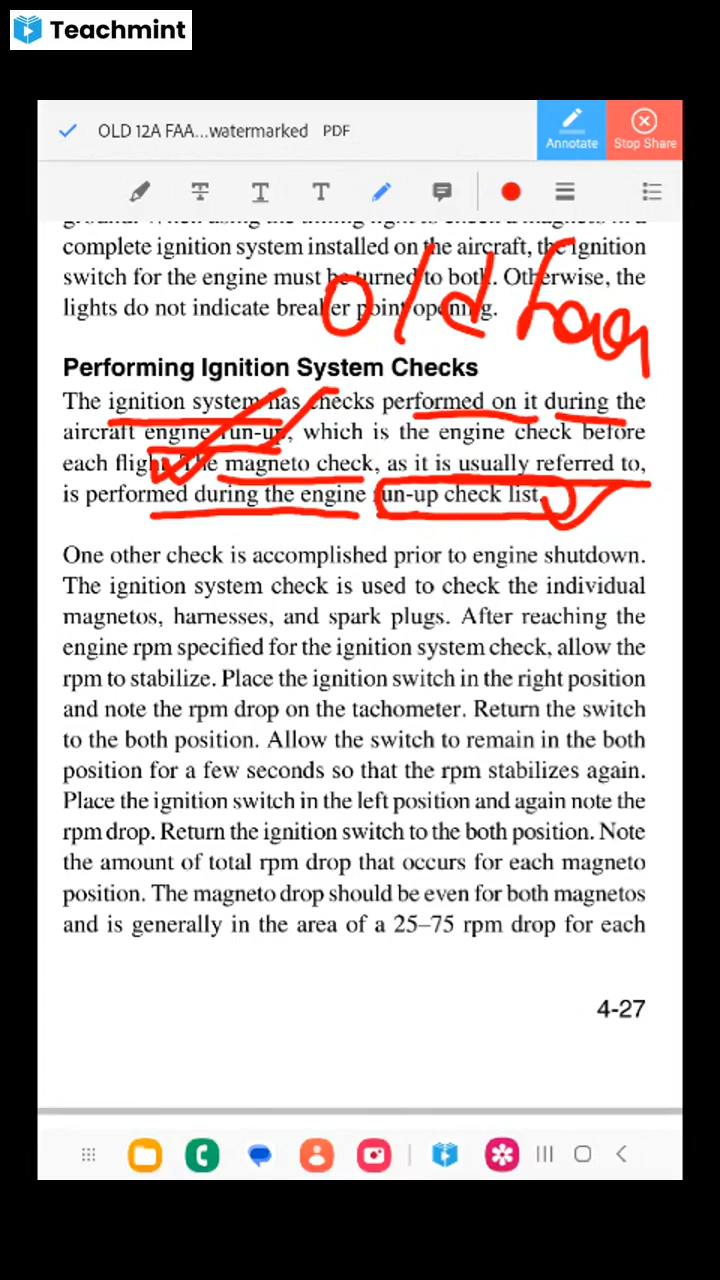 Teachmint
OLD 12A FAA...watermarked PDF
Annotate
Stop Share
complete ignition system installed on the aircraft, the ignition
switch for the engine must be turned to both. Otherwise, the
lights do not indicate breaker point opening.
old
Performing Ignition System Checks
The ignition system has checks performed on it during the
aircraft engine run-up, which is the engine check before
each flight. The magneto check, as it is usually referred to,
is performed during the engine run-up check list.
One other check is accomplished prior to engine shutdown.
The ignition system check is used to check the individual
magnetos, harnesses, and spark plugs. After reaching the
engine rpm specified for the ignition system check, allow the
rpm to stabilize. Place the ignition switch in the right position
and note the rpm drop on the tachometer. Return the switch
to the both position. Allow the switch to remain in the both
position for a few seconds so that the rpm stabilizes again.
Place the ignition switch in the left position and again note the
rpm drop. Return the ignition switch to the both position. Note
the amount of total rpm drop that occurs for each magneto
position. The magneto drop should be even for both magnetos
and is generally in the area of a 25–75 rpm drop for each
4-27